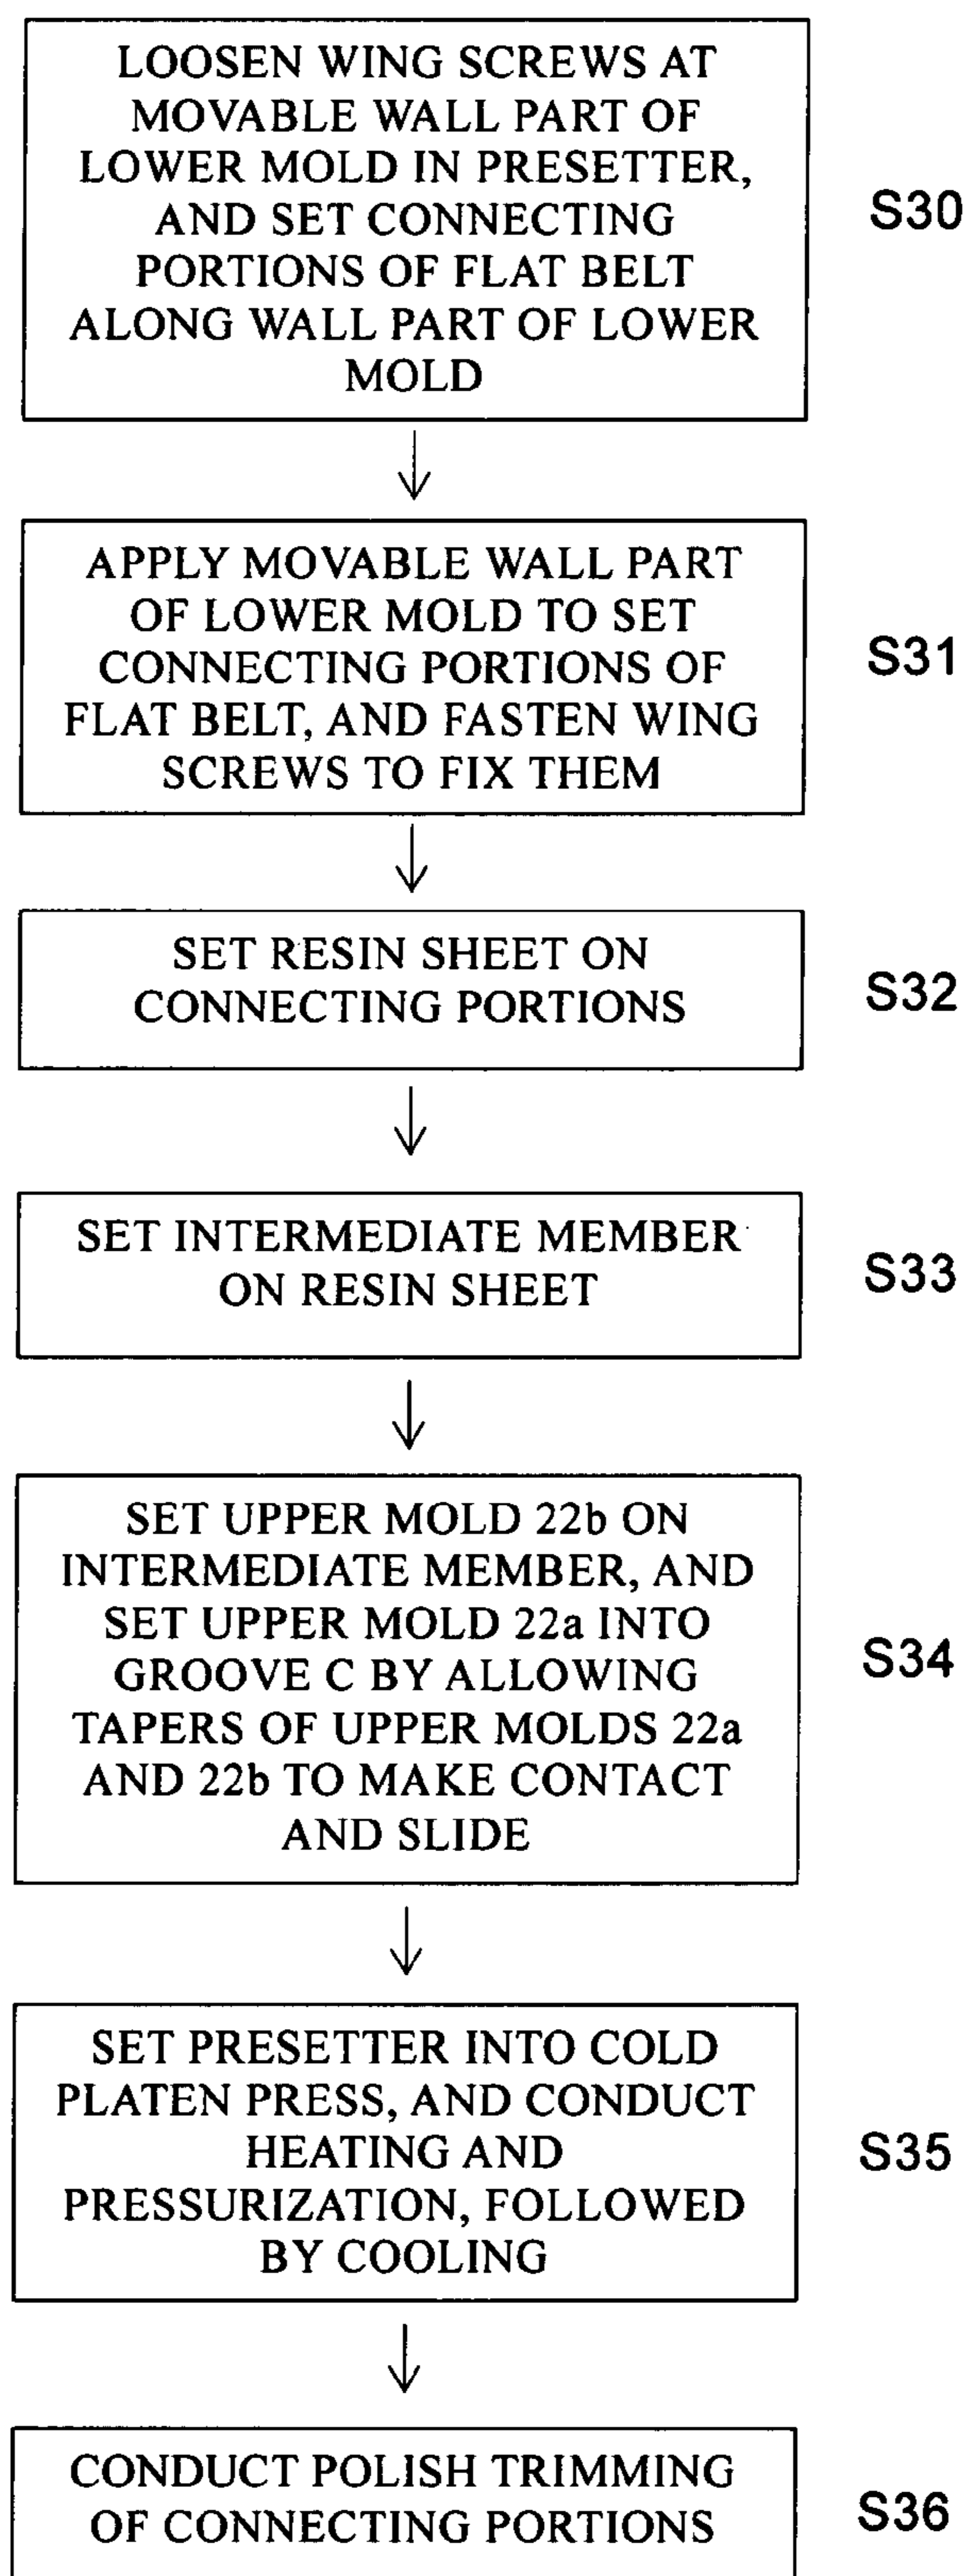 LOOSEN WING SCREWS AT
MOVABLE WALL PART OF
LOWER MOLD IN PRESETTER,
AND SET CONNECTING
PORTIONS OF FLAT BELT
ALONG WALL PART OF LOWER
MOLD
S30
APPLY MOVABLE WALL PART
OF LOWER MOLD TO SET
CONNECTING PORTIONS OF
FLAT BELT, AND FASTEN WING
SCREWS TO FIX THEM
S31
SET RESIN SHEET ON
CONNECTING PORTIONS
S32
SET INTERMEDIATE MEMBER
ON RESIN SHEET
S33
SET UPPER MOLD 22b ON
INTERMEDIATE MEMBER, AND
SET UPPER MOLD 22a INTO
GROOVE C BY ALLOWING
TAPERS OF UPPER MOLDS 22a
AND 22b TO MAKE CONTACT
AND SLIDE
S34
SET PRESETTER INTO COLD
PLATEN PRESS, AND CONDUCT
HEATING AND
PRESSURIZATION, FOLLOWED
BY COOLING
S35
CONDUCT POLISH TRIMMING
OF CONNECTING PORTIONS
S36